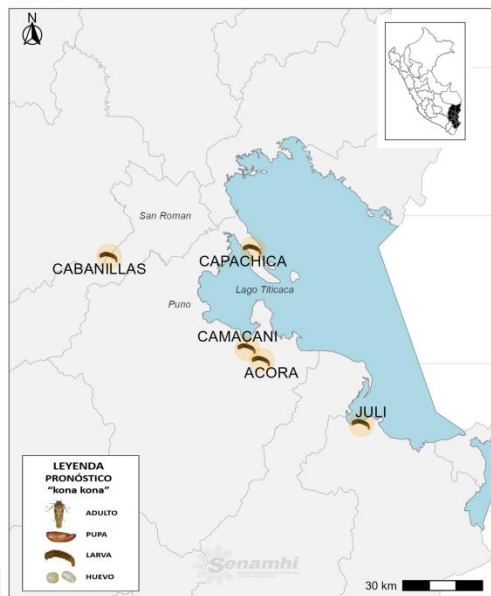 N
San Roman
CABANILLAS
CAPACHICA
Lago Titicaca
Puno
CAMACANI
ACORA
JULI
LEYENDA
PRONÓSTICO
"kona kona"
ADULTO
PUPA
LARVA
HUEVO
Senamhi
30 km